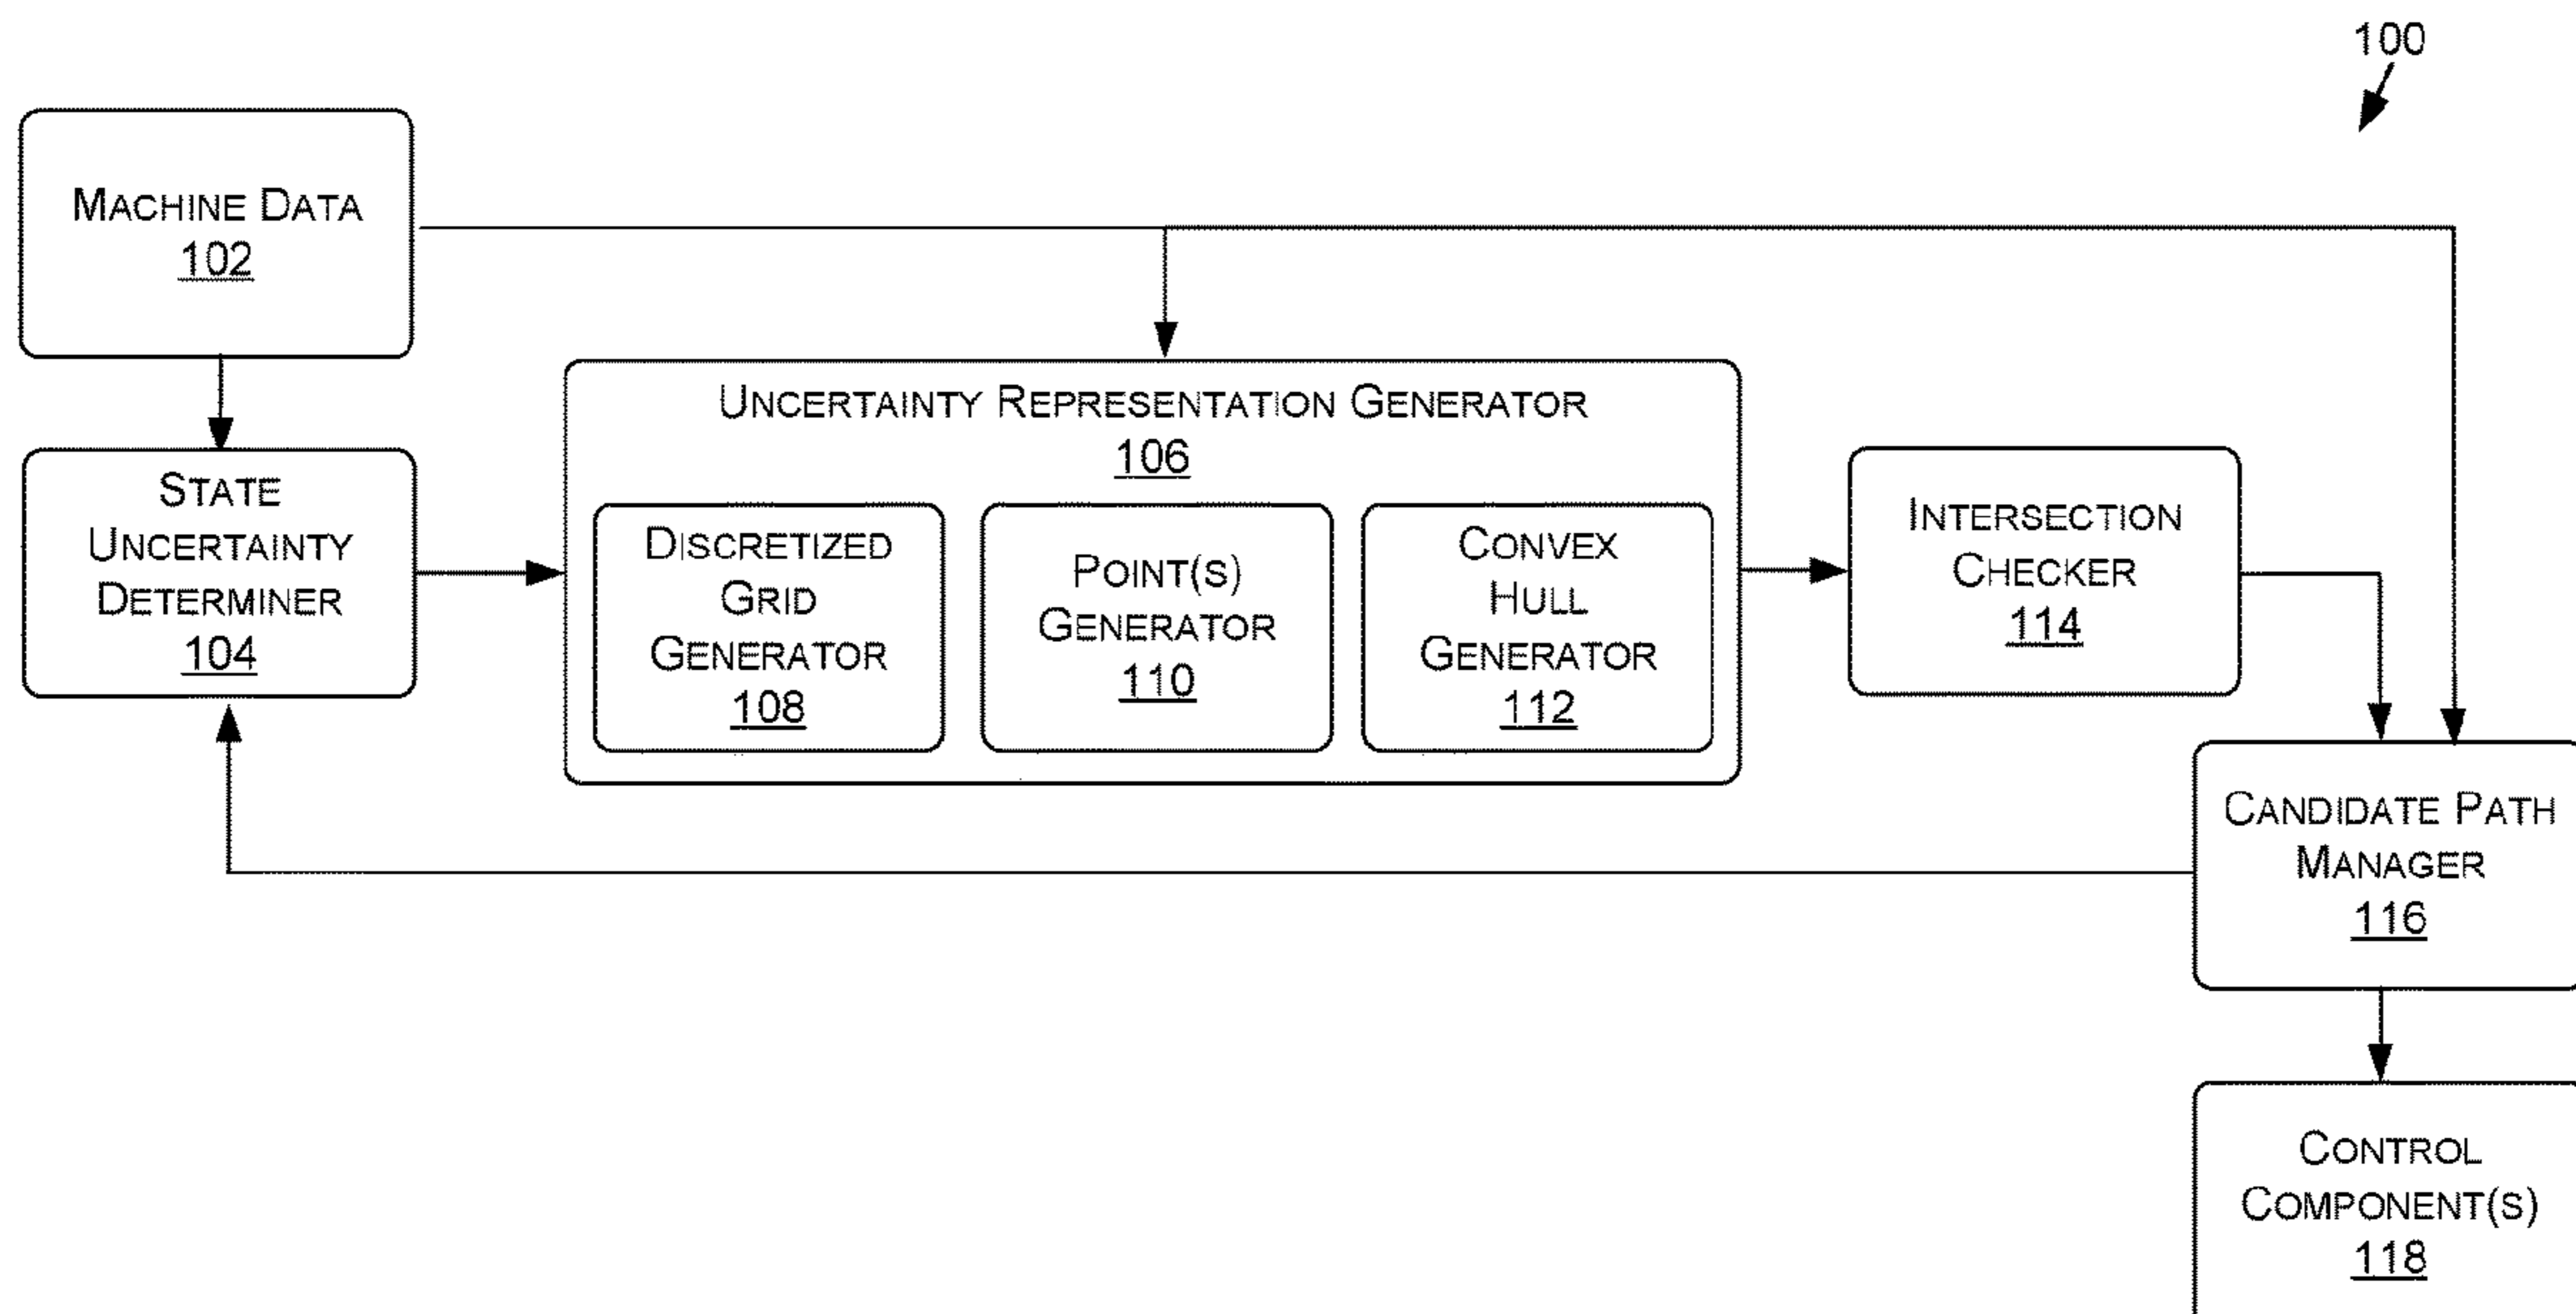 100
MACHINE DATA
102
STATE
UNCERTAINTY
DETERMINER
104
UNCERTAINTY REPRESENTATION GENERATOR
106
DISCRETIZED
GRID
GENERATOR
108
POINT(S)
GENERATOR
110
CONVEX
HULL
GENERATOR
112
INTERSECTION
CHECKER
114
CANDIDATE PATH
MANAGER
116
CONTROL
COMPONENT(S)
118